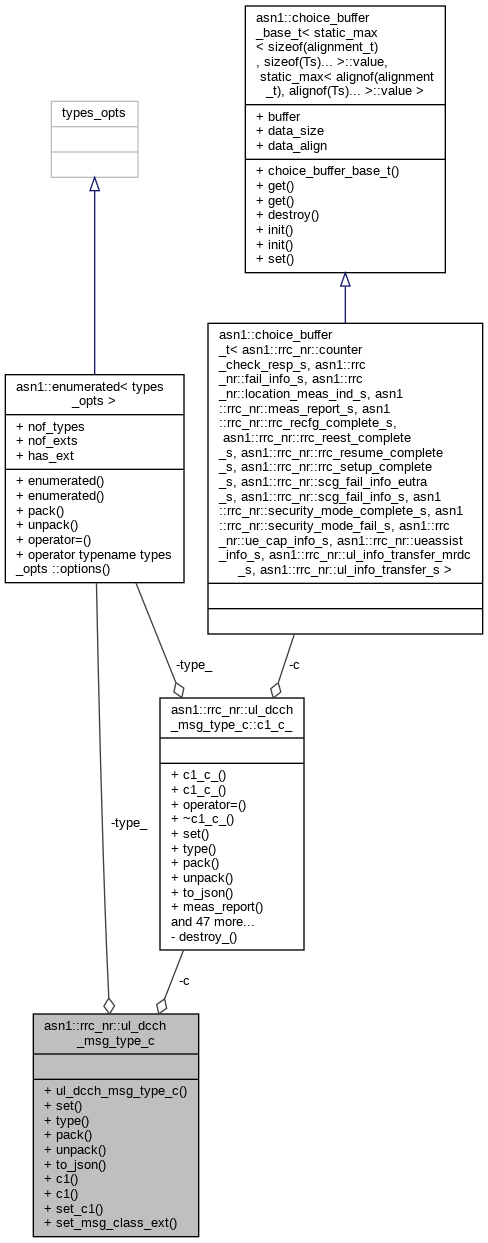 asn1::choice_buffer
_base_t< static_max
< sizeof(alignment_t)
, sizeof(Ts)... >::value,
static_max< alignof(alignment
_t), alignof(Ts)... >::value >
+ buffer
+ data_size
+ data_align
+ choice_buffer_base_t()
+ get()
+ get()
+ destroy()
+ init()
+ init()
+ set()
types_opts
asn1::choice_buffer
_t< asn1::rrc_nr::counter
_check_resp_s, asn1::rrc
_nr::fail_info_s, asn1::rrc
_nr::location_meas_ind_s, asn1
::rrc_nr::meas_report_s, asn1
::rrc_nr::rrc_recfg_complete_s,
asn1::rrc_nr::rrc_reest_complete
_s, asn1::rrc_nr::rrc_resume_complete
_s, asn1::rrc_nr::rrc_setup_complete
_s, asn1::rrc_nr::scg_fail_info_eutra
_s, asn1::rrc_nr::scg_fail_info_s, asn1
::rrc_nr::security_mode_complete_s, asn1
::rrc_nr::security_mode_fail_s, asn1::rrc
_nr::ue_cap_info_s, asn1::rrc_nr::ueassist
_info_s, asn1::rrc_nr::ul_info_transfer_mrdc
_s, asn1::rrc_nr::ul_info_transfer_s >
asn1::enumerated< types
_opts >
+ nof_types
+ nof_exts
+ has_ext
+ enumerated()
+ enumerated()
+ pack()
+ unpack()
+ operator=()
+ operator typename types
_opts ::options()
-type_
-c
asn1::rrc_nr::ul_dcch
_msg_type_c::c1_c_
+ c1_c_()
+ c1_c_()
+ operator=()
+ ~c1_c_()
+ set()
+ type()
+ pack()
+ unpack()
+ to_json()
+ meas_report()
and 47 more...
- destroy_()
-type_
-c
asn1::rrc_nr::ul_dcch
_msg_type_c
+ ul_dcch_msg_type_c()
+ set()
+ type()
+ pack()
+ unpack()
+ to_json()
+ c1()
+ c1()
+ set_c1()
+ set_msg_class_ext()